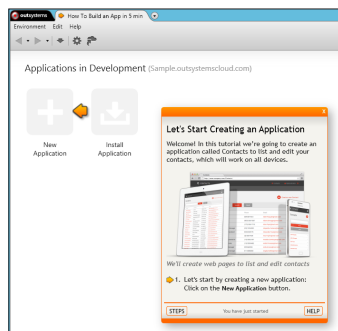 outsystems
How To Build an App in 5 min
Environment Edit Help
Applications in Development (Sample.outsystemscloud.com)
New
Application
Install
Application
x
Let's Start Creating an Application
Welcome! In this tutorial we're going to create an
application called Contacts to list and edit your
contacts, which will work on all devices.
We'll create web pages to list and edit contacts
1. Let's start by creating a new application:
Click on the New Application button.
STEPS
You have just started
HELP